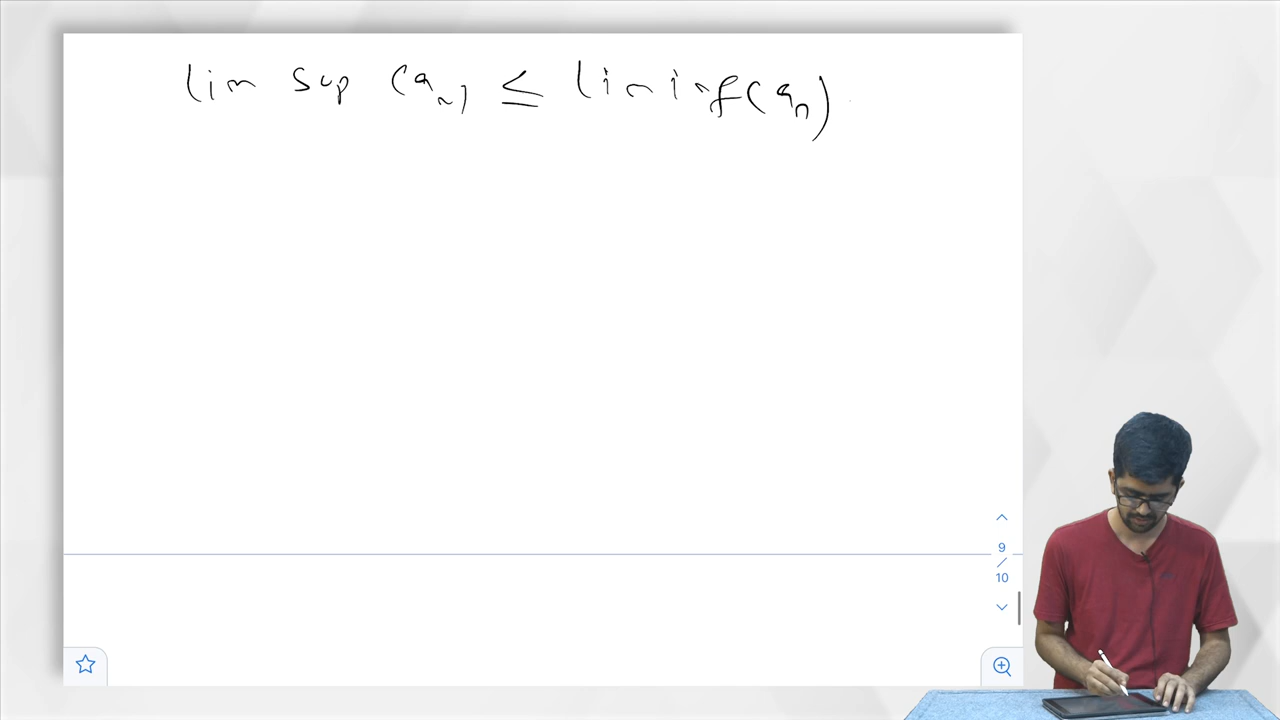 lim sup (an) ≤ lim inf(an)
9
/
10